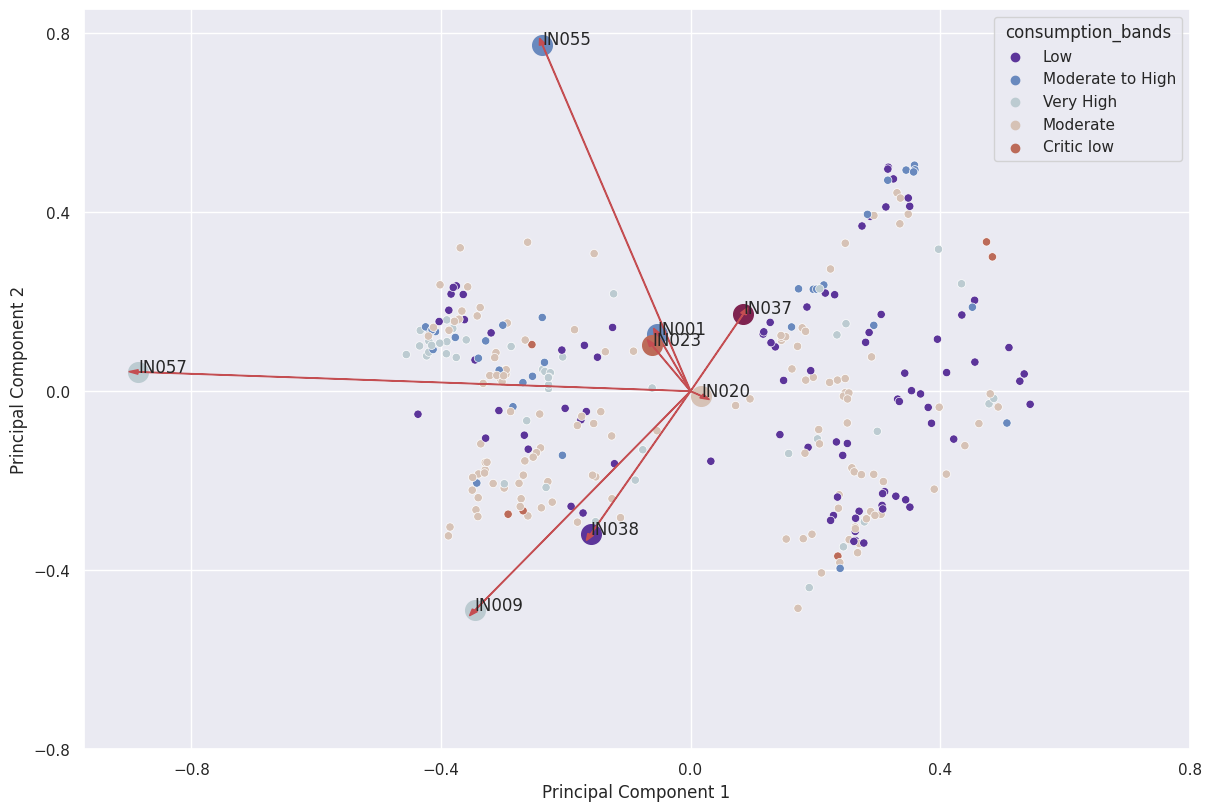 consumption_bands
Low
Moderate to High
Very High
Moderate
Critic low
0.8
0.4
0.0
−0.4
−0.8
Principal Component 2
IN055
IN037
IN001
IN023
IN057
IN020
IN038
IN009
−0.8
−0.4
0.0
0.4
0.8
Principal Component 1